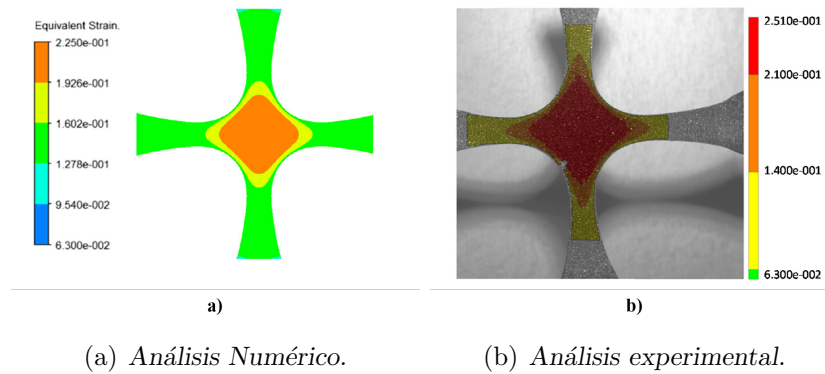 Equivalent Strain.
2.250e-001
1.926e-001
1.602e-001
1.278e-001
9.540e-002
6.300e-002
a)
2.510e-001
2.100e-001
1.400e-001
6.300e-002
b)
(a) Análisis Numérico.
(b) Análisis experimental.